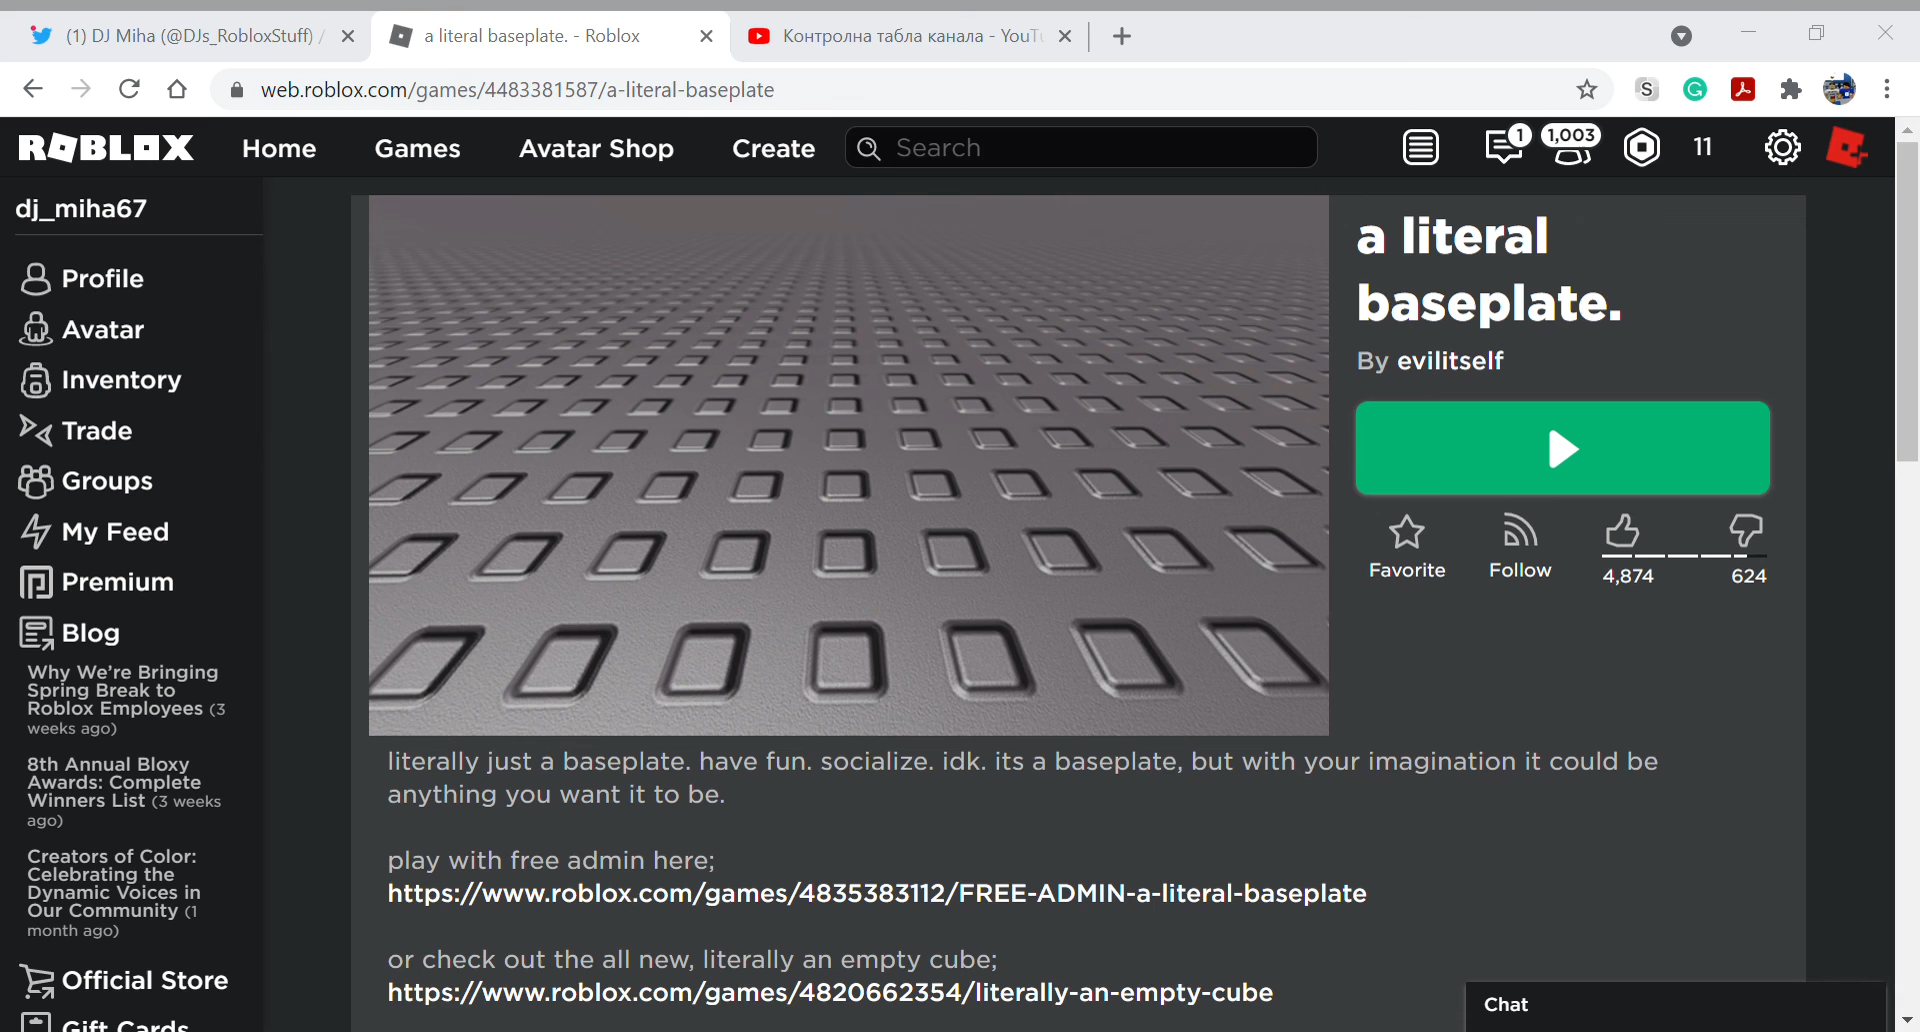 (1) DJ Miha (@DJs_RobloxStuff) /
a literal baseplate. - Roblox
Контролна табла канала - YouTu
web.roblox.com/games/4483381587/a-literal-baseplate
S
ROBLOX
Home
Games
Avatar Shop
Create
Search
1
1,003
11
dj_miha67
Profile
Avatar
Inventory
Trade
Groups
My Feed
Premium
Blog
Why We're Bringing
Spring Break to
Roblox Employees (3
weeks ago)
8th Annual Bloxy
Awards: Complete
Winners List (3 weeks
ago)
Creators of Color:
Celebrating the
Dynamic Voices in
Our Community (1
month ago)
Official Store
Gift Cards
a literal
baseplate.
By evilitself
Favorite
Follow
4,874
624
literally just a baseplate. have fun. socialize. idk. its a baseplate, but with your imagination it could be
anything you want it to be.
play with free admin here;
https://www.roblox.com/games/4835383112/FREE-ADMIN-a-literal-baseplate
or check out the all new, literally an empty cube;
https://www.roblox.com/games/4820662354/literally-an-empty-cube
Chat